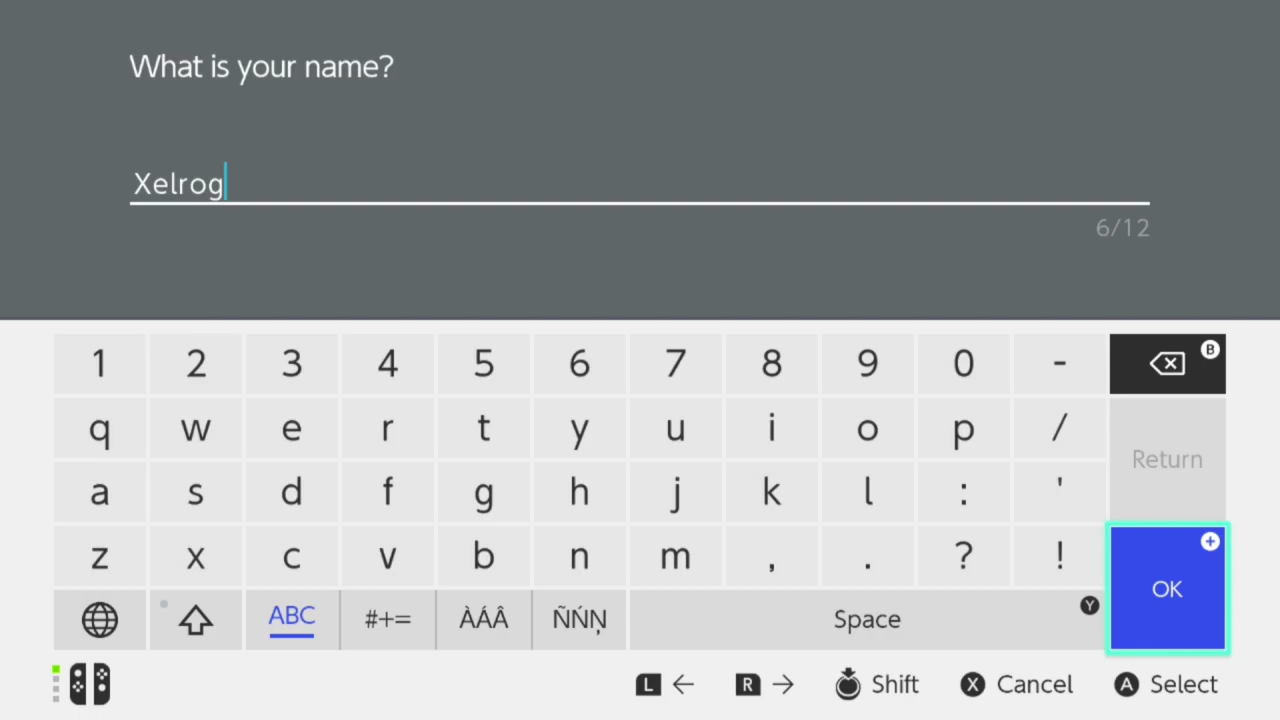 What is your name?
Xelrog
6/12
1 2 3 4 5 6 7 8 9 0 - B
q w e r t y u i o p / Return
a s d f g h j k l : '
z x c v b n m , . ? ! + OK
ABC #+= ÀÁÂ ÑŃŅ Space Y
L ← R → Shift X Cancel A Select